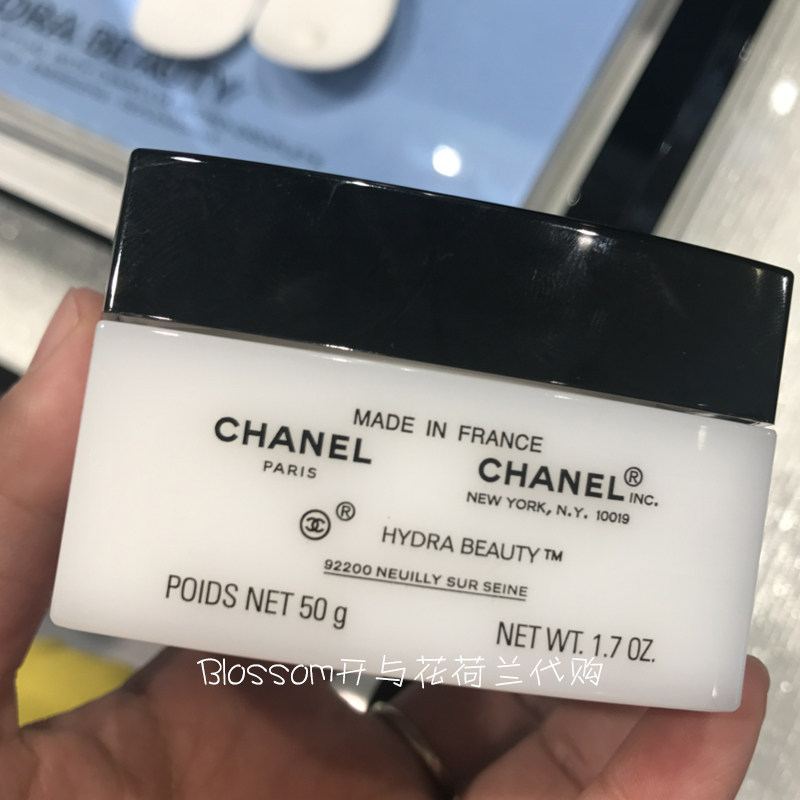 HYDRA BEAUTY
MADE IN FRANCE
CHANEL
PARIS
CHANEL® INC.
NEW YORK, N.Y. 10019
®
HYDRA BEAUTY™
92200 NEUILLY SUR SEINE
POIDS NET 50 g
NET WT. 1.7 OZ.
Blossom开与花荷兰代购